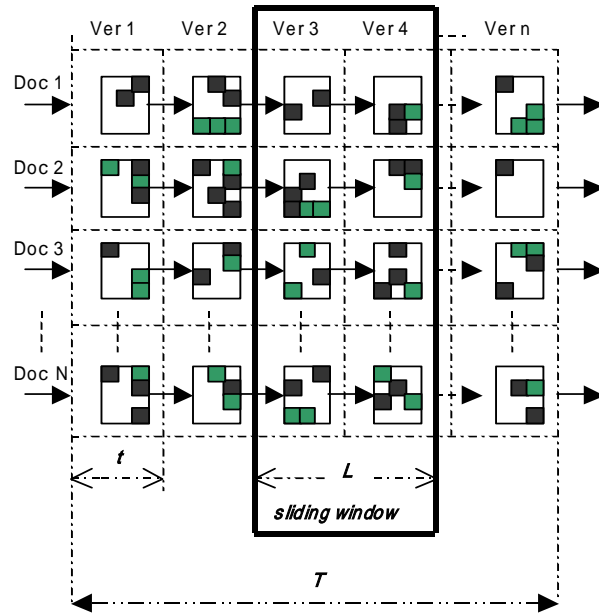 Ver 1 Ver 2 Ver 3 Ver 4 Ver n
Doc 1
Doc 2
Doc 3
Doc N
t L
sliding window
T